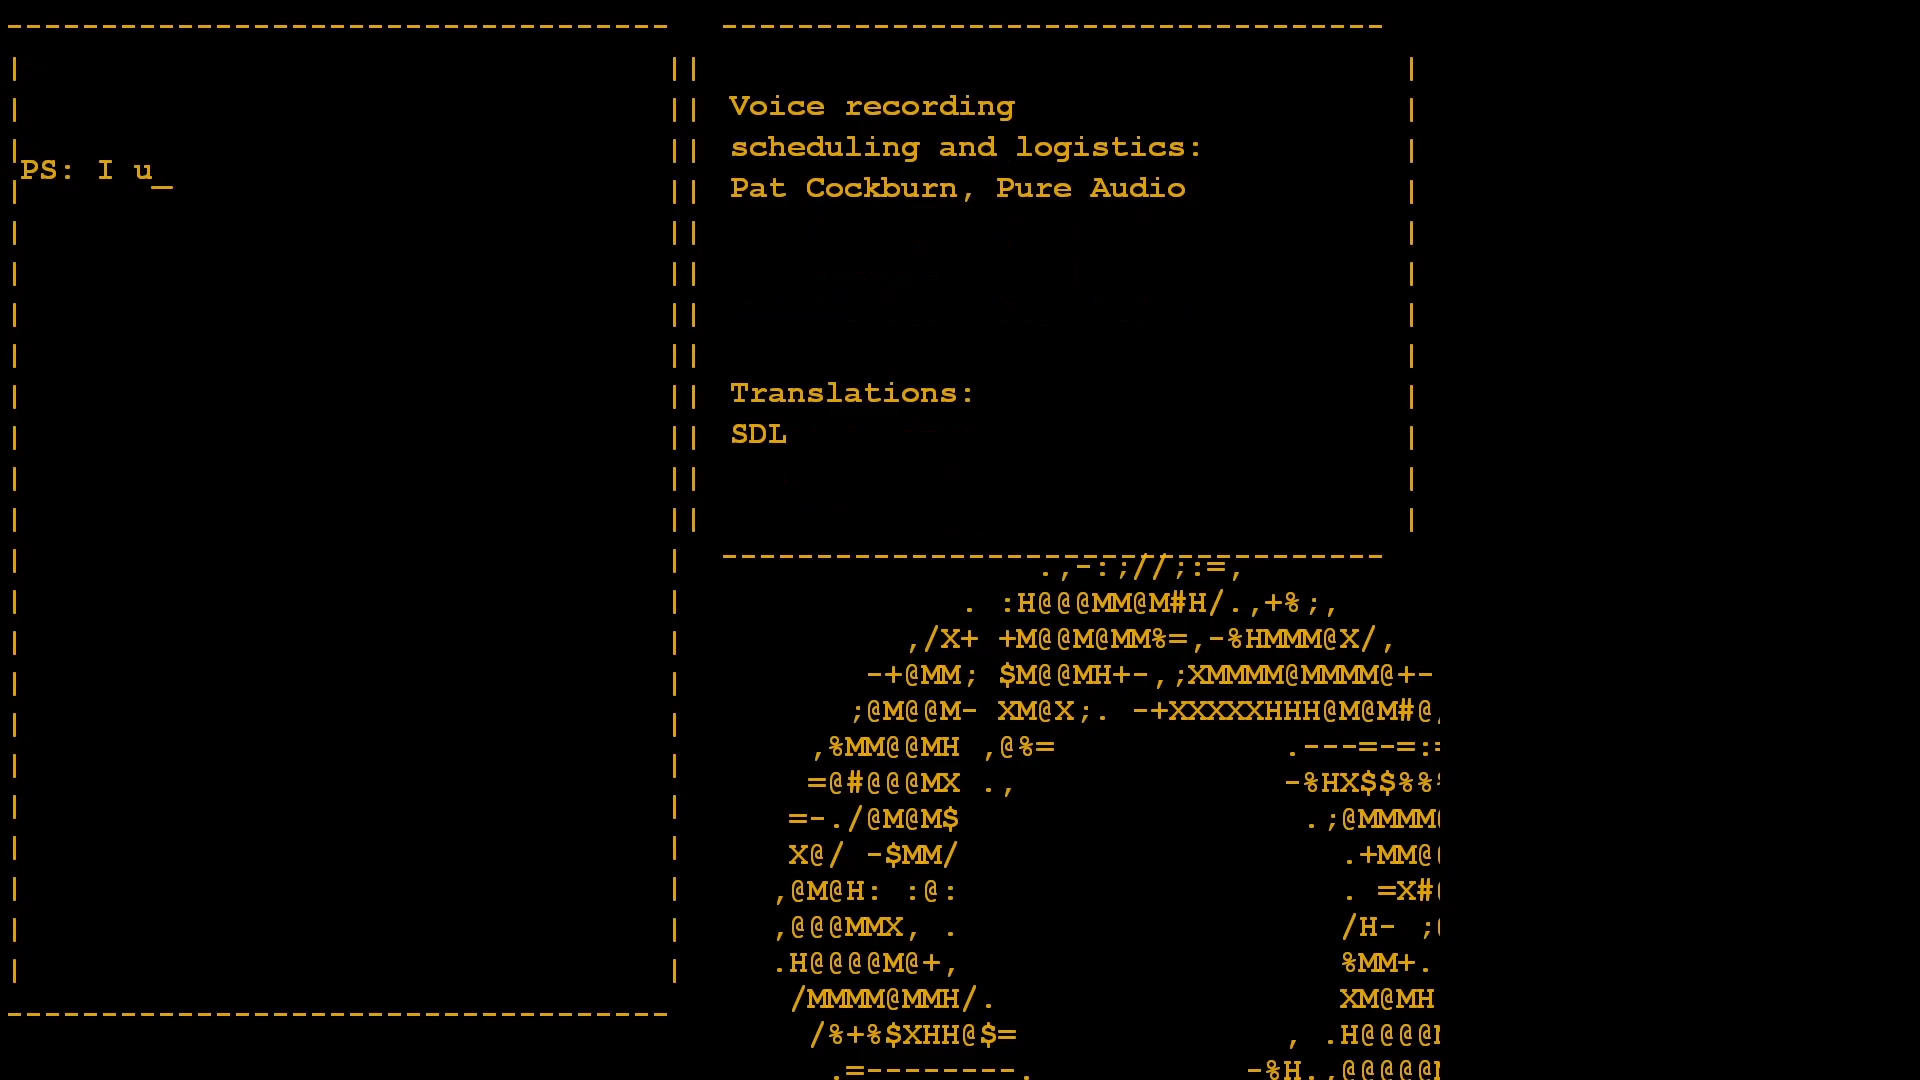 PS: I u_
Voice recording
scheduling and logistics:
Pat Cockburn, Pure Audio
Translations:
SDL